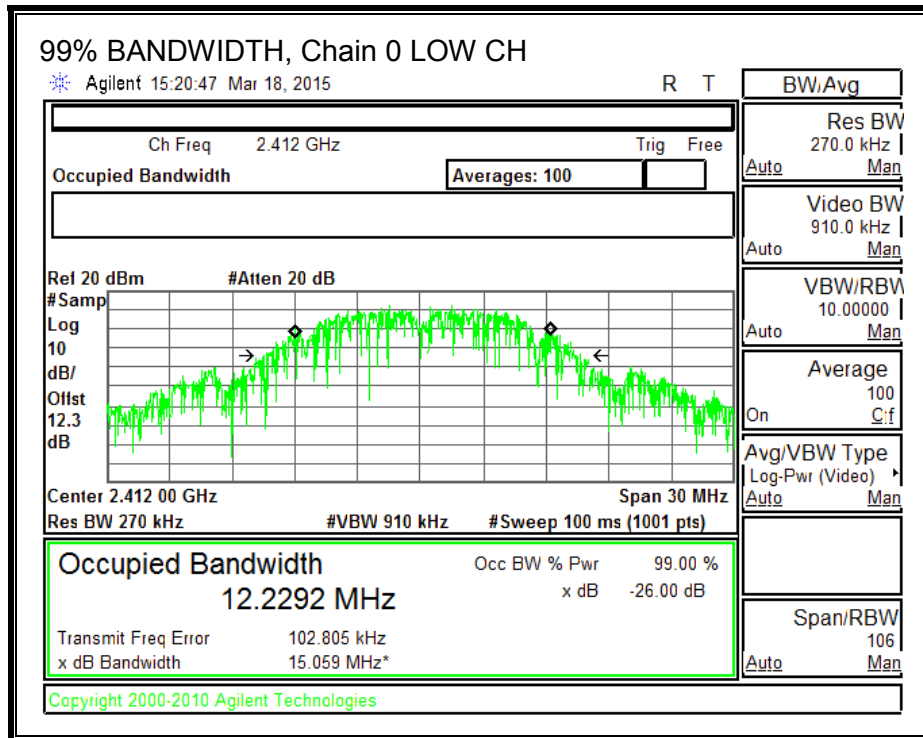 99% BANDWIDTH, Chain 0 LOW CH
Agilent 15:20:47 Mar 18, 2015 R T
Ch Freq 2.412 GHz Trig Free
Occupied Bandwidth Averages: 100
Ref 20 dBm #Atten 20 dB
#Samp
Log
10
dB/
Offst
12.3
dB
Center 2.412 00 GHz Span 30 MHz
Res BW 270 kHz #VBW 910 kHz #Sweep 100 ms (1001 pts)
Occupied Bandwidth
12.2292 MHz
Occ BW % Pwr 99.00 %
x dB -26.00 dB
Transmit Freq Error 102.805 kHz
x dB Bandwidth 15.059 MHz*
Copyright 2000-2010 Agilent Technologies
BW/Avg
Res BW
270.0 kHz
Auto Man
Video BW
910.0 kHz
Auto Man
VBW/RBW
10.00000
Auto Man
Average
100
On Off
Avg/VBW Type
Log-Pwr (Video)
Auto Man
Span/RBW
106
Auto Man